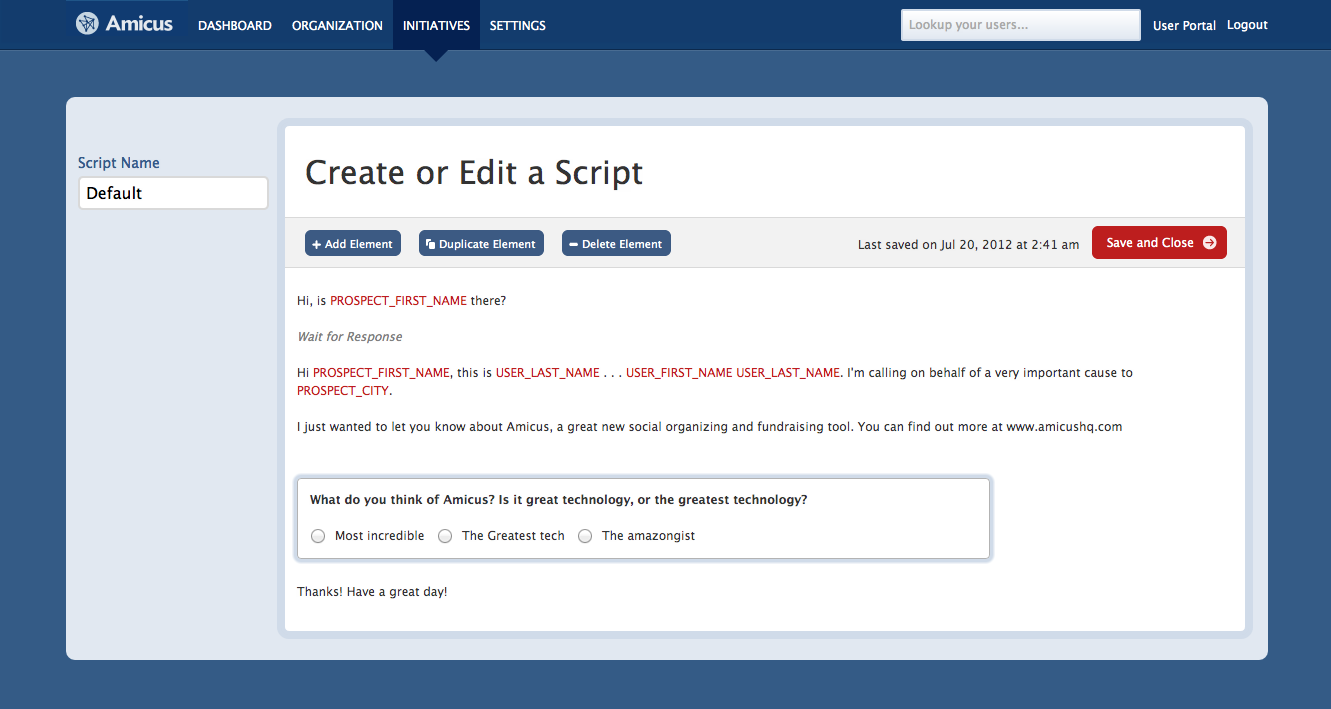 Amicus DASHBOARD ORGANIZATION INITIATIVES SETTINGS Lookup your users... User Portal Logout
Script Name
Default
Create or Edit a Script
Add Element Duplicate Element Delete Element Last saved on Jul 20, 2012 at 2:41 am Save and Close
Hi, is PROSPECT_FIRST_NAME there?
Wait for Response
Hi PROSPECT_FIRST_NAME, this is USER_LAST_NAME . . . USER_FIRST_NAME USER_LAST_NAME. I'm calling on behalf of a very important cause to
PROSPECT_CITY.
I just wanted to let you know about Amicus, a great new social organizing and fundraising tool. You can find out more at www.amicushq.com
What do you think of Amicus? Is it great technology, or the greatest technology?
Most incredible The Greatest tech The amazongist
Thanks! Have a great day!